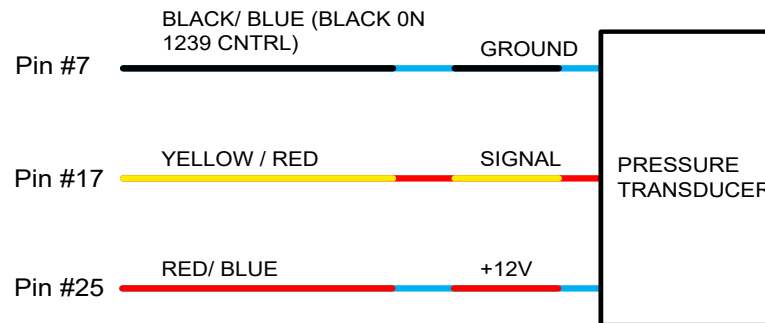 BLACK/ BLUE (BLACK 0N
1239 CNTRL)
Pin #7
GROUND
Pin #17
YELLOW / RED
SIGNAL
PRESSURE
TRANSDUCER
Pin #25
RED/ BLUE
+12V